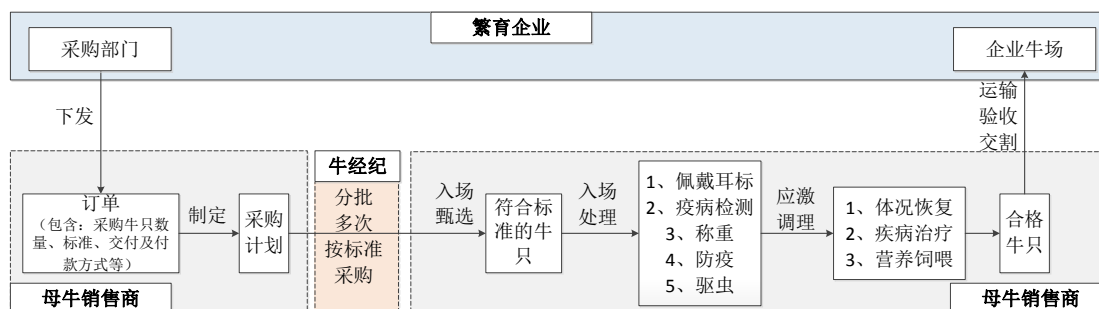 繁育企业
采购部门
企业牛场
下发
运输
验收
交割
牛经纪
订单
（包含：采购牛只数
量、标准、交付及付
款方式等）
制定
采购
计划
分批
多次
按标准
采购
入场
甄选
符合标
准的牛
只
入场
处理
1、佩戴耳标
2、疫病检测
3、称重
4、防疫
5、驱虫
应激
调理
1、体况恢复
2、疾病治疗
3、营养饲喂
合格
牛只
母牛销售商
母牛销售商